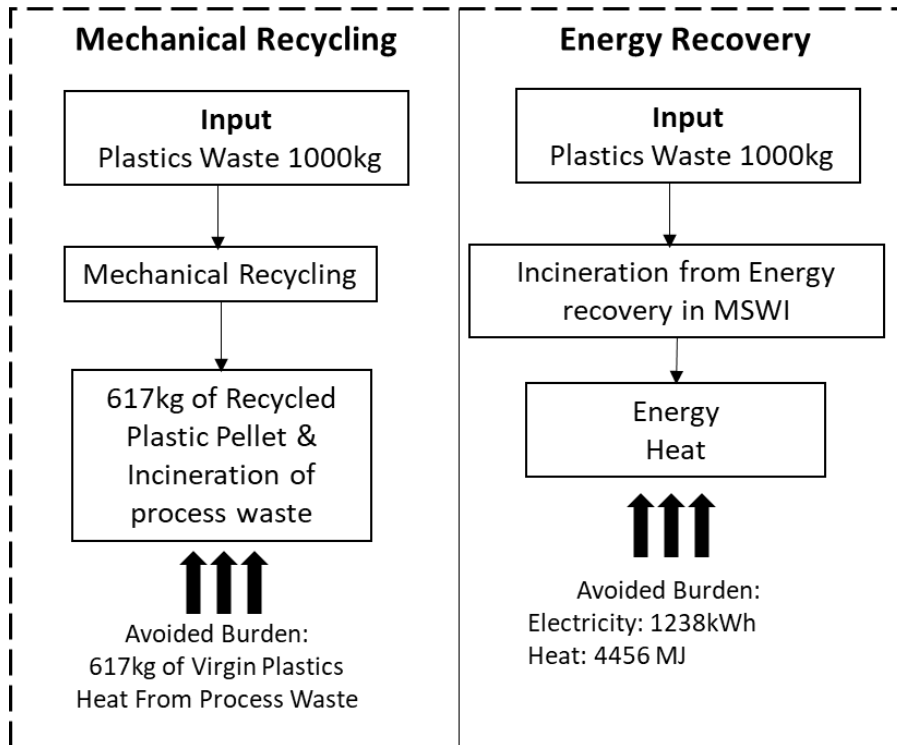 Mechanical Recycling
Input
Plastics Waste 1000kg
Mechanical Recycling
617kg of Recycled
Plastic Pellet &
Incineration of
process waste
Avoided Burden:
617kg of Virgin Plastics
Heat From Process Waste
Energy Recovery
Input
Plastics Waste 1000kg
Incineration from Energy
recovery in MSWI
Energy
Heat
Avoided Burden:
Electricity: 1238kWh
Heat: 4456 MJ